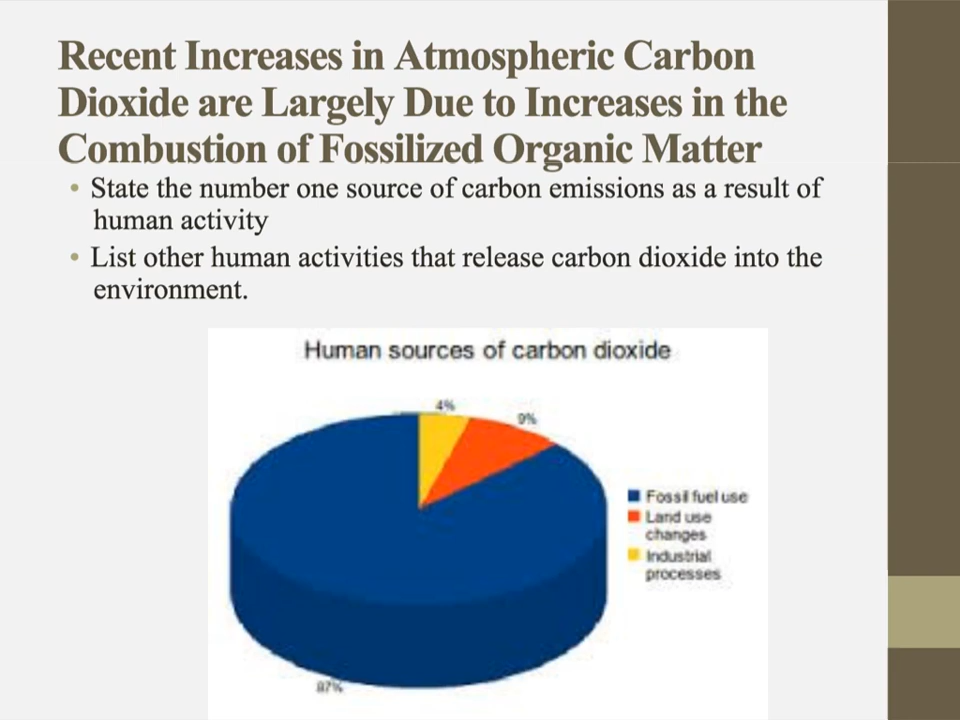 Recent Increases in Atmospheric Carbon
Dioxide are Largely Due to Increases in the
Combustion of Fossilized Organic Matter
• State the number one source of carbon emissions as a result of
human activity
• List other human activities that release carbon dioxide into the
environment.
Human sources of carbon dioxide
4%
9%
Fossil fuel use
Land use
changes
Industrial
processes
87%